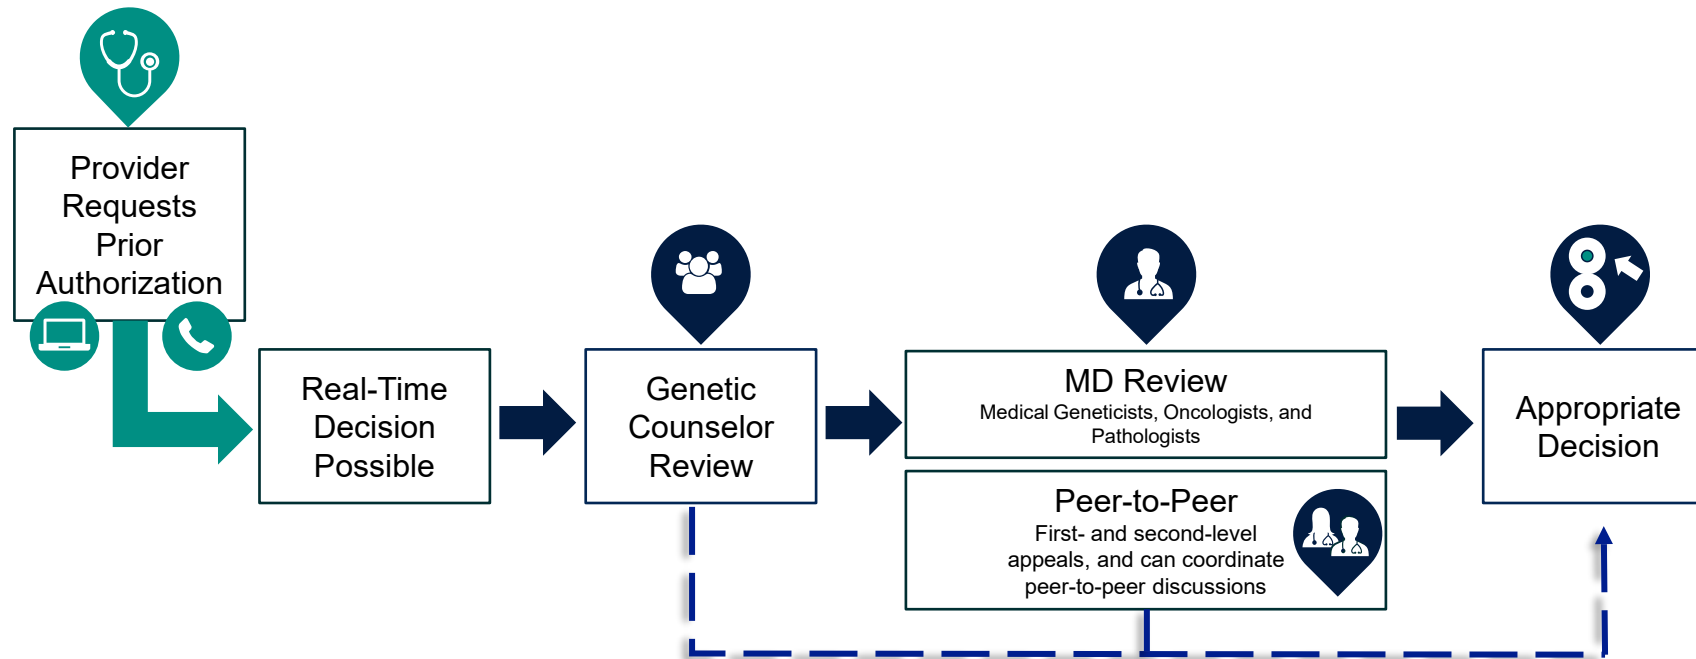 Provider
Requests
Prior
Authorization
Real-Time
Decision
Possible
Genetic
Counselor
Review
MD Review
Medical Geneticists, Oncologists, and
Pathologists
Peer-to-Peer
First- and second-level
appeals, and can coordinate
peer-to-peer discussions
Appropriate
Decision